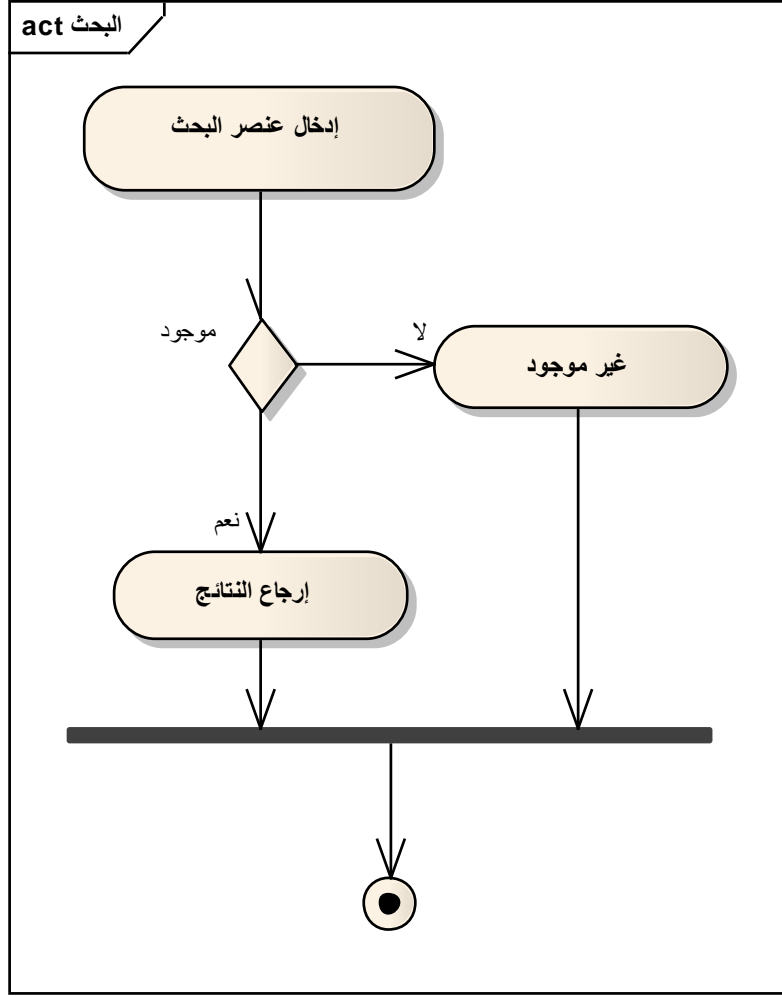 act البحث
إدخال عنصر البحث
موجود
لا
غير موجود
نعم
إرجاع النتائج